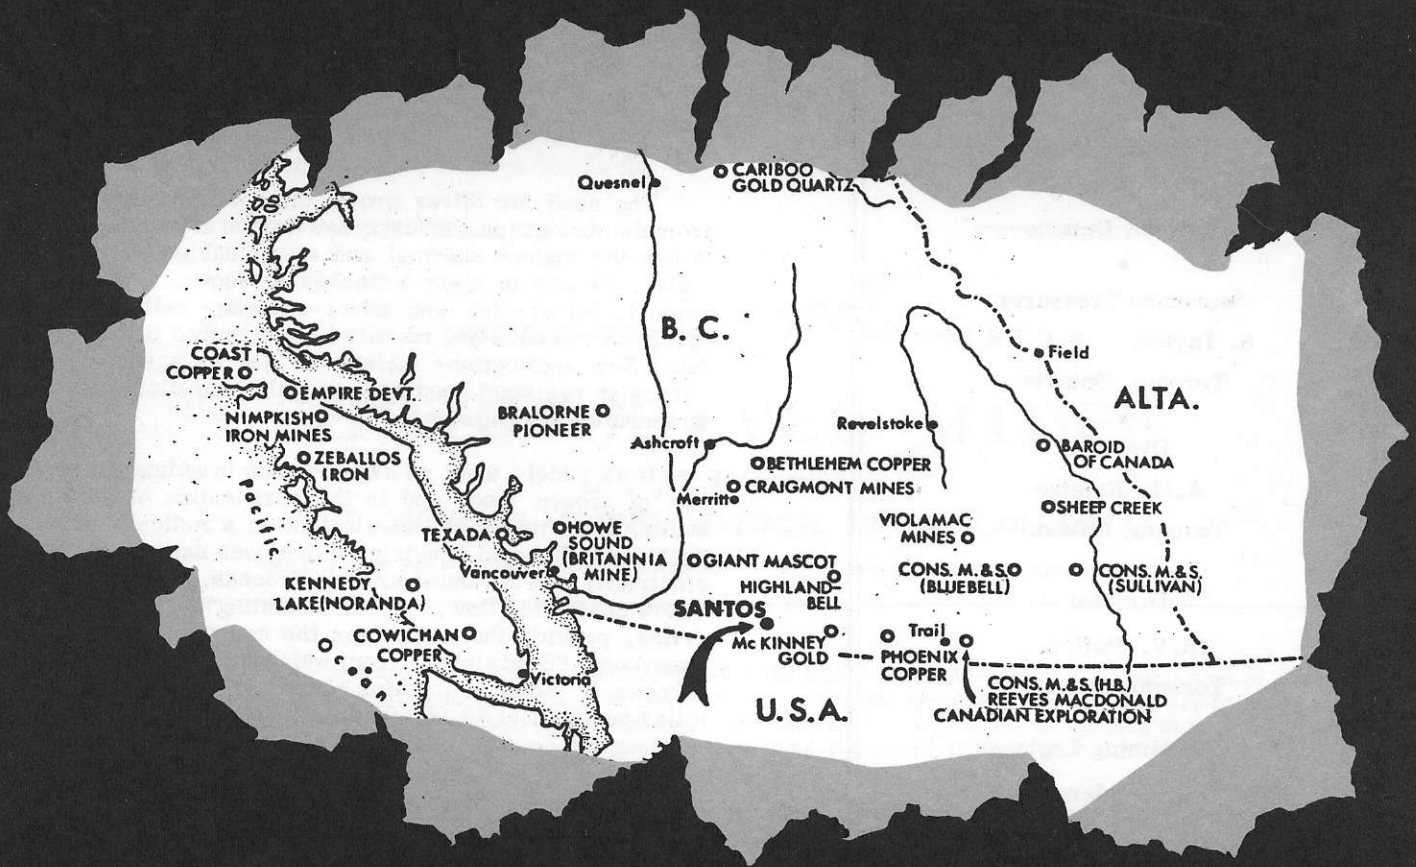 Quesnel
CARIBOO
GOLD QUARTZ
B. C.
COAST
COPPER
EMPIRE DEVT.
NIMPKISH
IRON MINES
ZEBALLOS
IRON
BRALORNE
PIONEER
Ashcroft
BETHLEHEM COPPER
CRAIGMONT MINES
Merritt
Revelstoke
Field
ALTA.
BAROID
OF CANADA
SHEEP CREEK
VIOLAMAC
MINES
Pacific
TEXADA
HOWE
SOUND
(BRITANNIA
MINE)
Vancouver
GIANT MASCOT
HIGHLAND-
BELL
CONS. M.&S.
(BLUEBELL)
CONS. M.&S.
(SULLIVAN)
KENNEDY
LAKE(NORANDA)
SANTOS
COWICHAN
COPPER
Mc KINNEY
GOLD
Trail
PHOENIX
COPPER
Ocean
Victoria
U. S. A.
CONS. M.&S. (H.B.)
REEVES MACDONALD
CANADIAN EXPLORATION